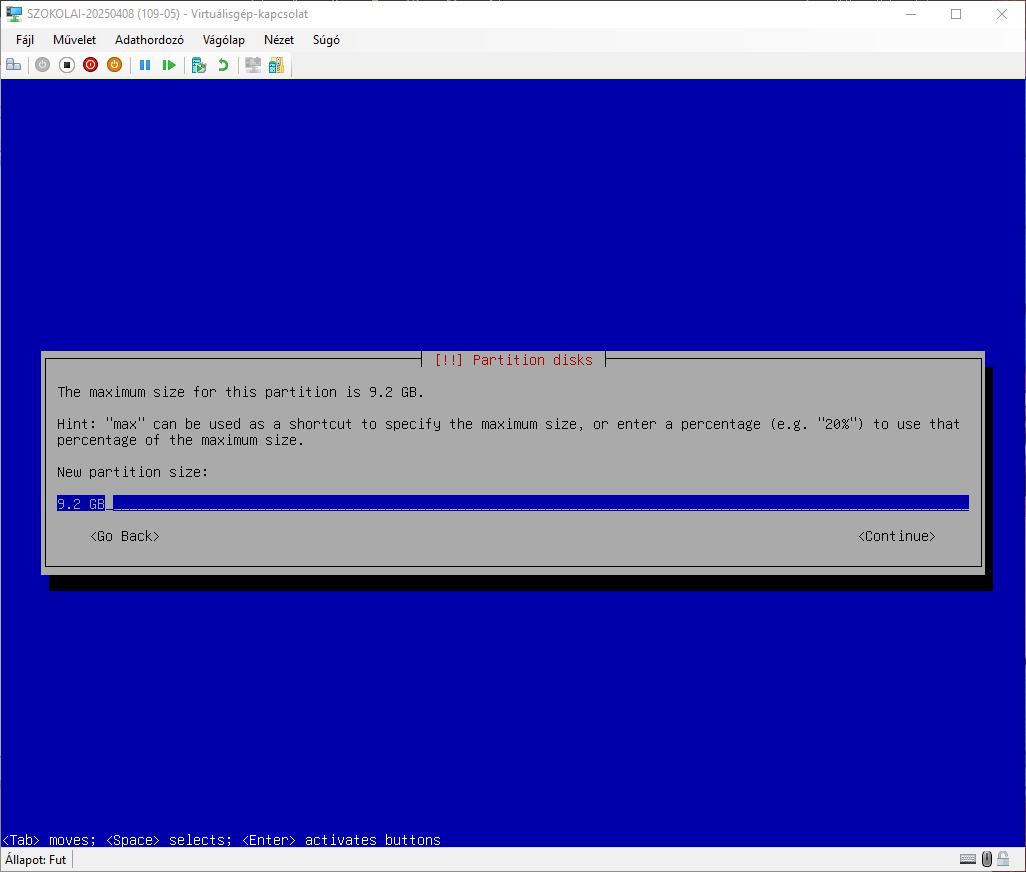 SZOKOLAI-20250408 (109-05) - Virtuálisgép-kapcsolat
Fájl Művelet Adathordozó Vágólap Nézet Súgó
[!!] Partition disks
The maximum size for this partition is 9.2 GB.
Hint: "max" can be used as a shortcut to specify the maximum size, or enter a percentage (e.g. "20%") to use that
percentage of the maximum size.
New partition size:
9.2 GB
<Go Back> <Continue>
<Tab> moves; <Space> selects; <Enter> activates buttons
Állapot: Fut